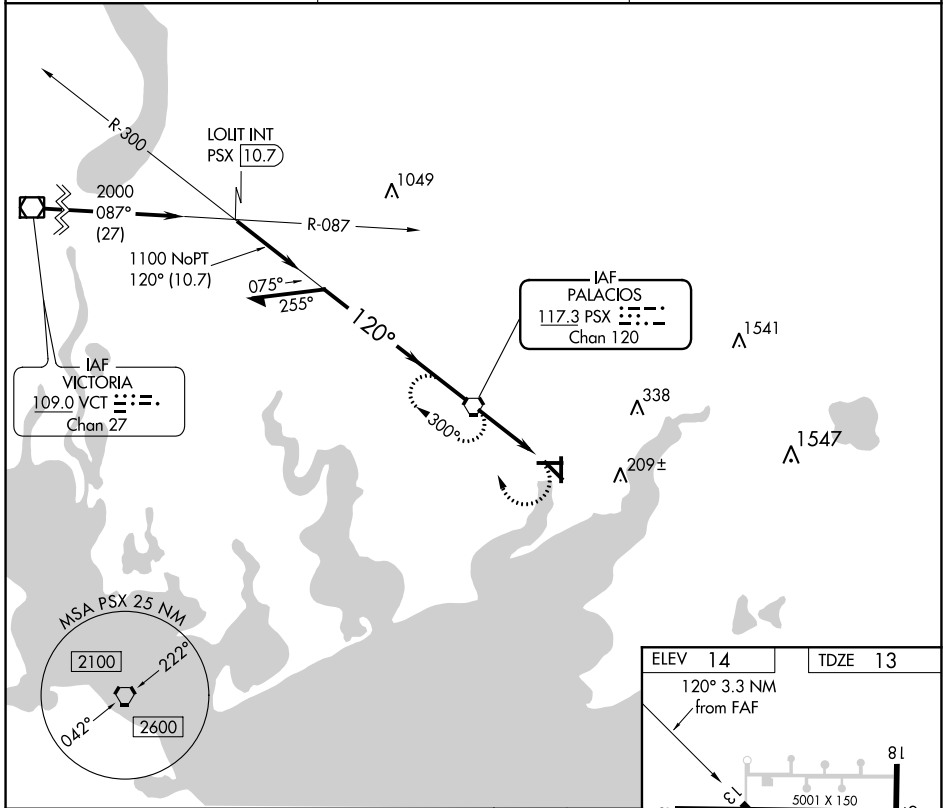 R-300
LOLIT INT
PSX 10.7
1049
2000
087°
(27)
R-087
1100 NoPT
120° (10.7)
075°
255°
120°
IAF
PALACIOS
117.3 PSX
Chan 120
1541
IAF
VICTORIA
109.0 VCT
Chan 27
338
300°
209±
1547
MSA PSX 25 NM
2100
222°
042°
2600
ELEV 14
TDZE 13
120° 3.3 NM
from FAF
18
13
5001 X 150